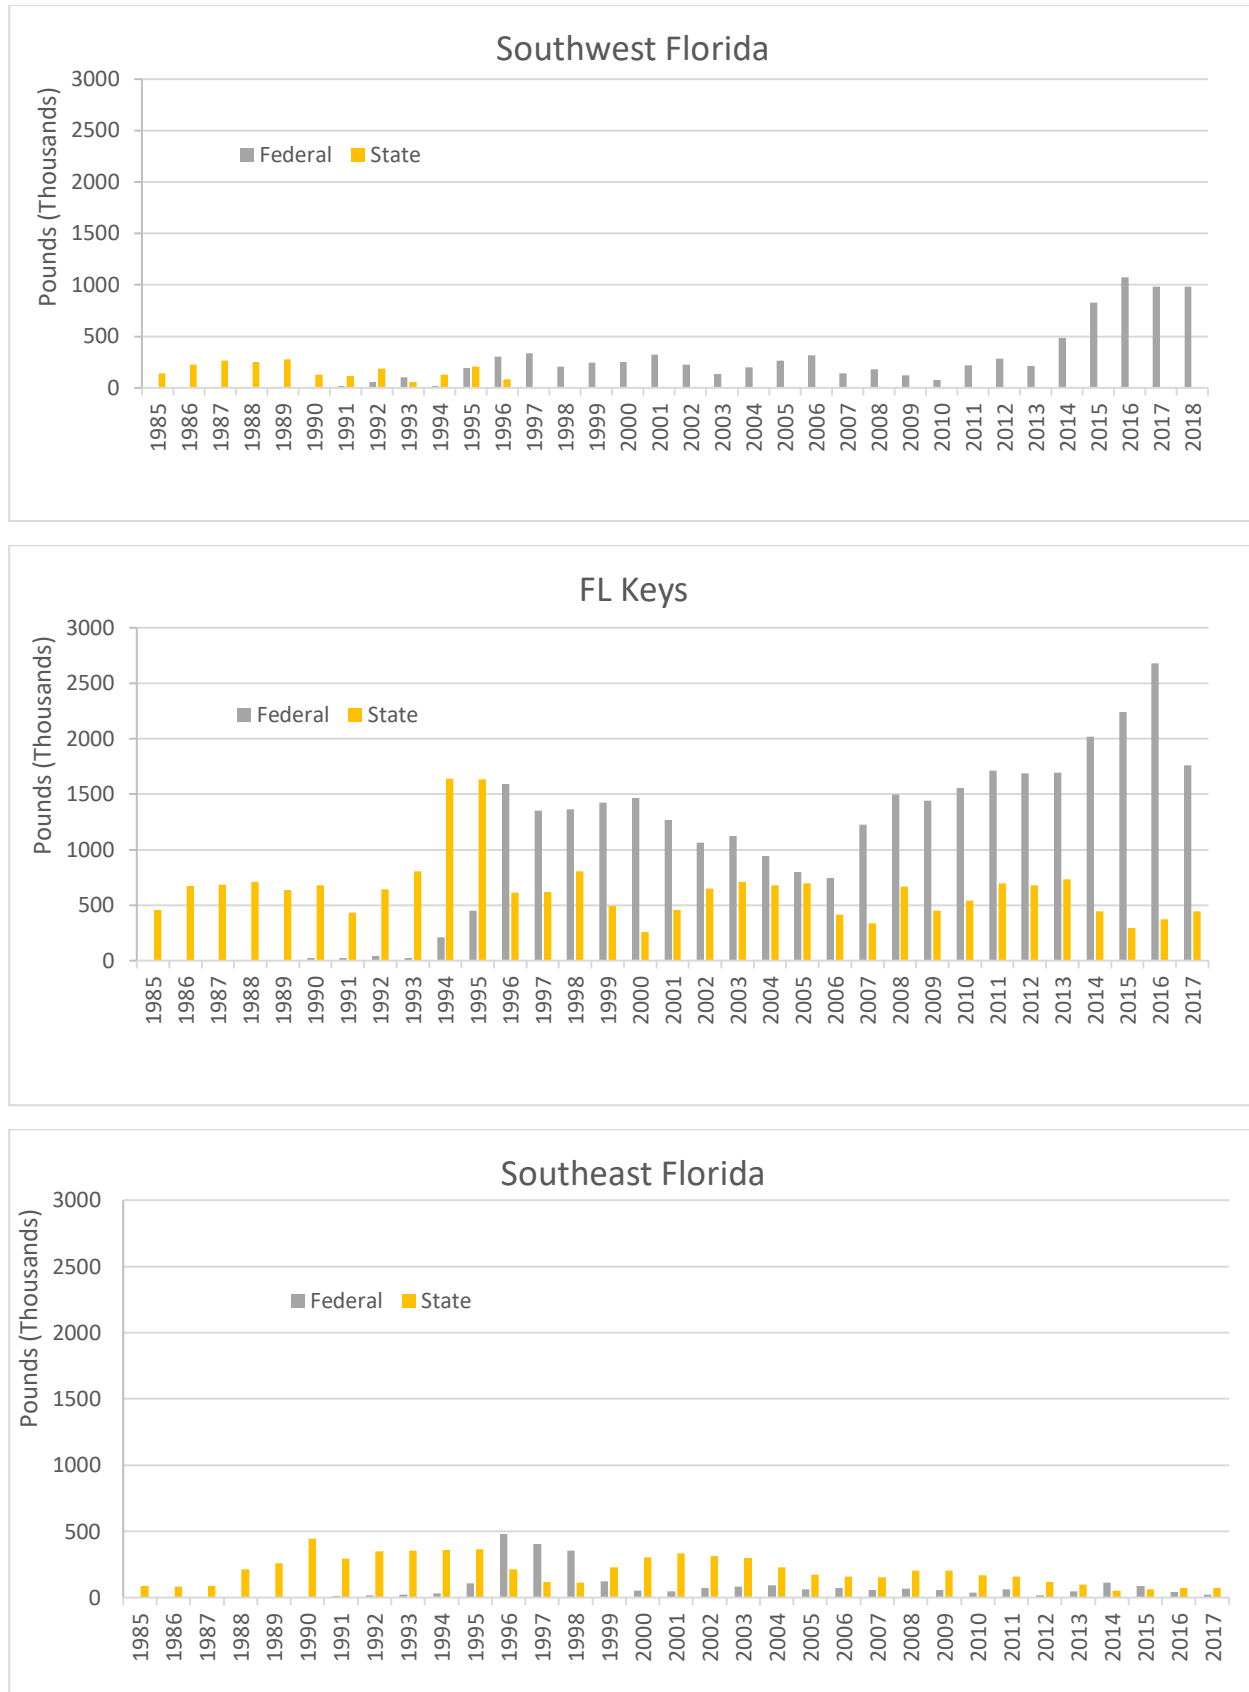 Southwest Florida
Pounds (Thousands)
3000
2500
2000
1500
1000
500
0
Federal State
1985 1986 1987 1988 1989 1990 1991 1992 1993 1994 1995 1996 1997 1998 1999 2000 2001 2002 2003 2004 2005 2006 2007 2008 2009 2010 2011 2012 2013 2014 2015 2016 2017 2018
FL Keys
Pounds (Thousands)
3000
2500
2000
1500
1000
500
0
Federal State
1985 1986 1987 1988 1989 1990 1991 1992 1993 1994 1995 1996 1997 1998 1999 2000 2001 2002 2003 2004 2005 2006 2007 2008 2009 2010 2011 2012 2013 2014 2015 2016 2017
Southeast Florida
Pounds (Thousands)
3000
2500
2000
1500
1000
500
0
Federal State
1985 1986 1987 1988 1989 1990 1991 1992 1993 1994 1995 1996 1997 1998 1999 2000 2001 2002 2003 2004 2005 2006 2007 2008 2009 2010 2011 2012 2013 2014 2015 2016 2017